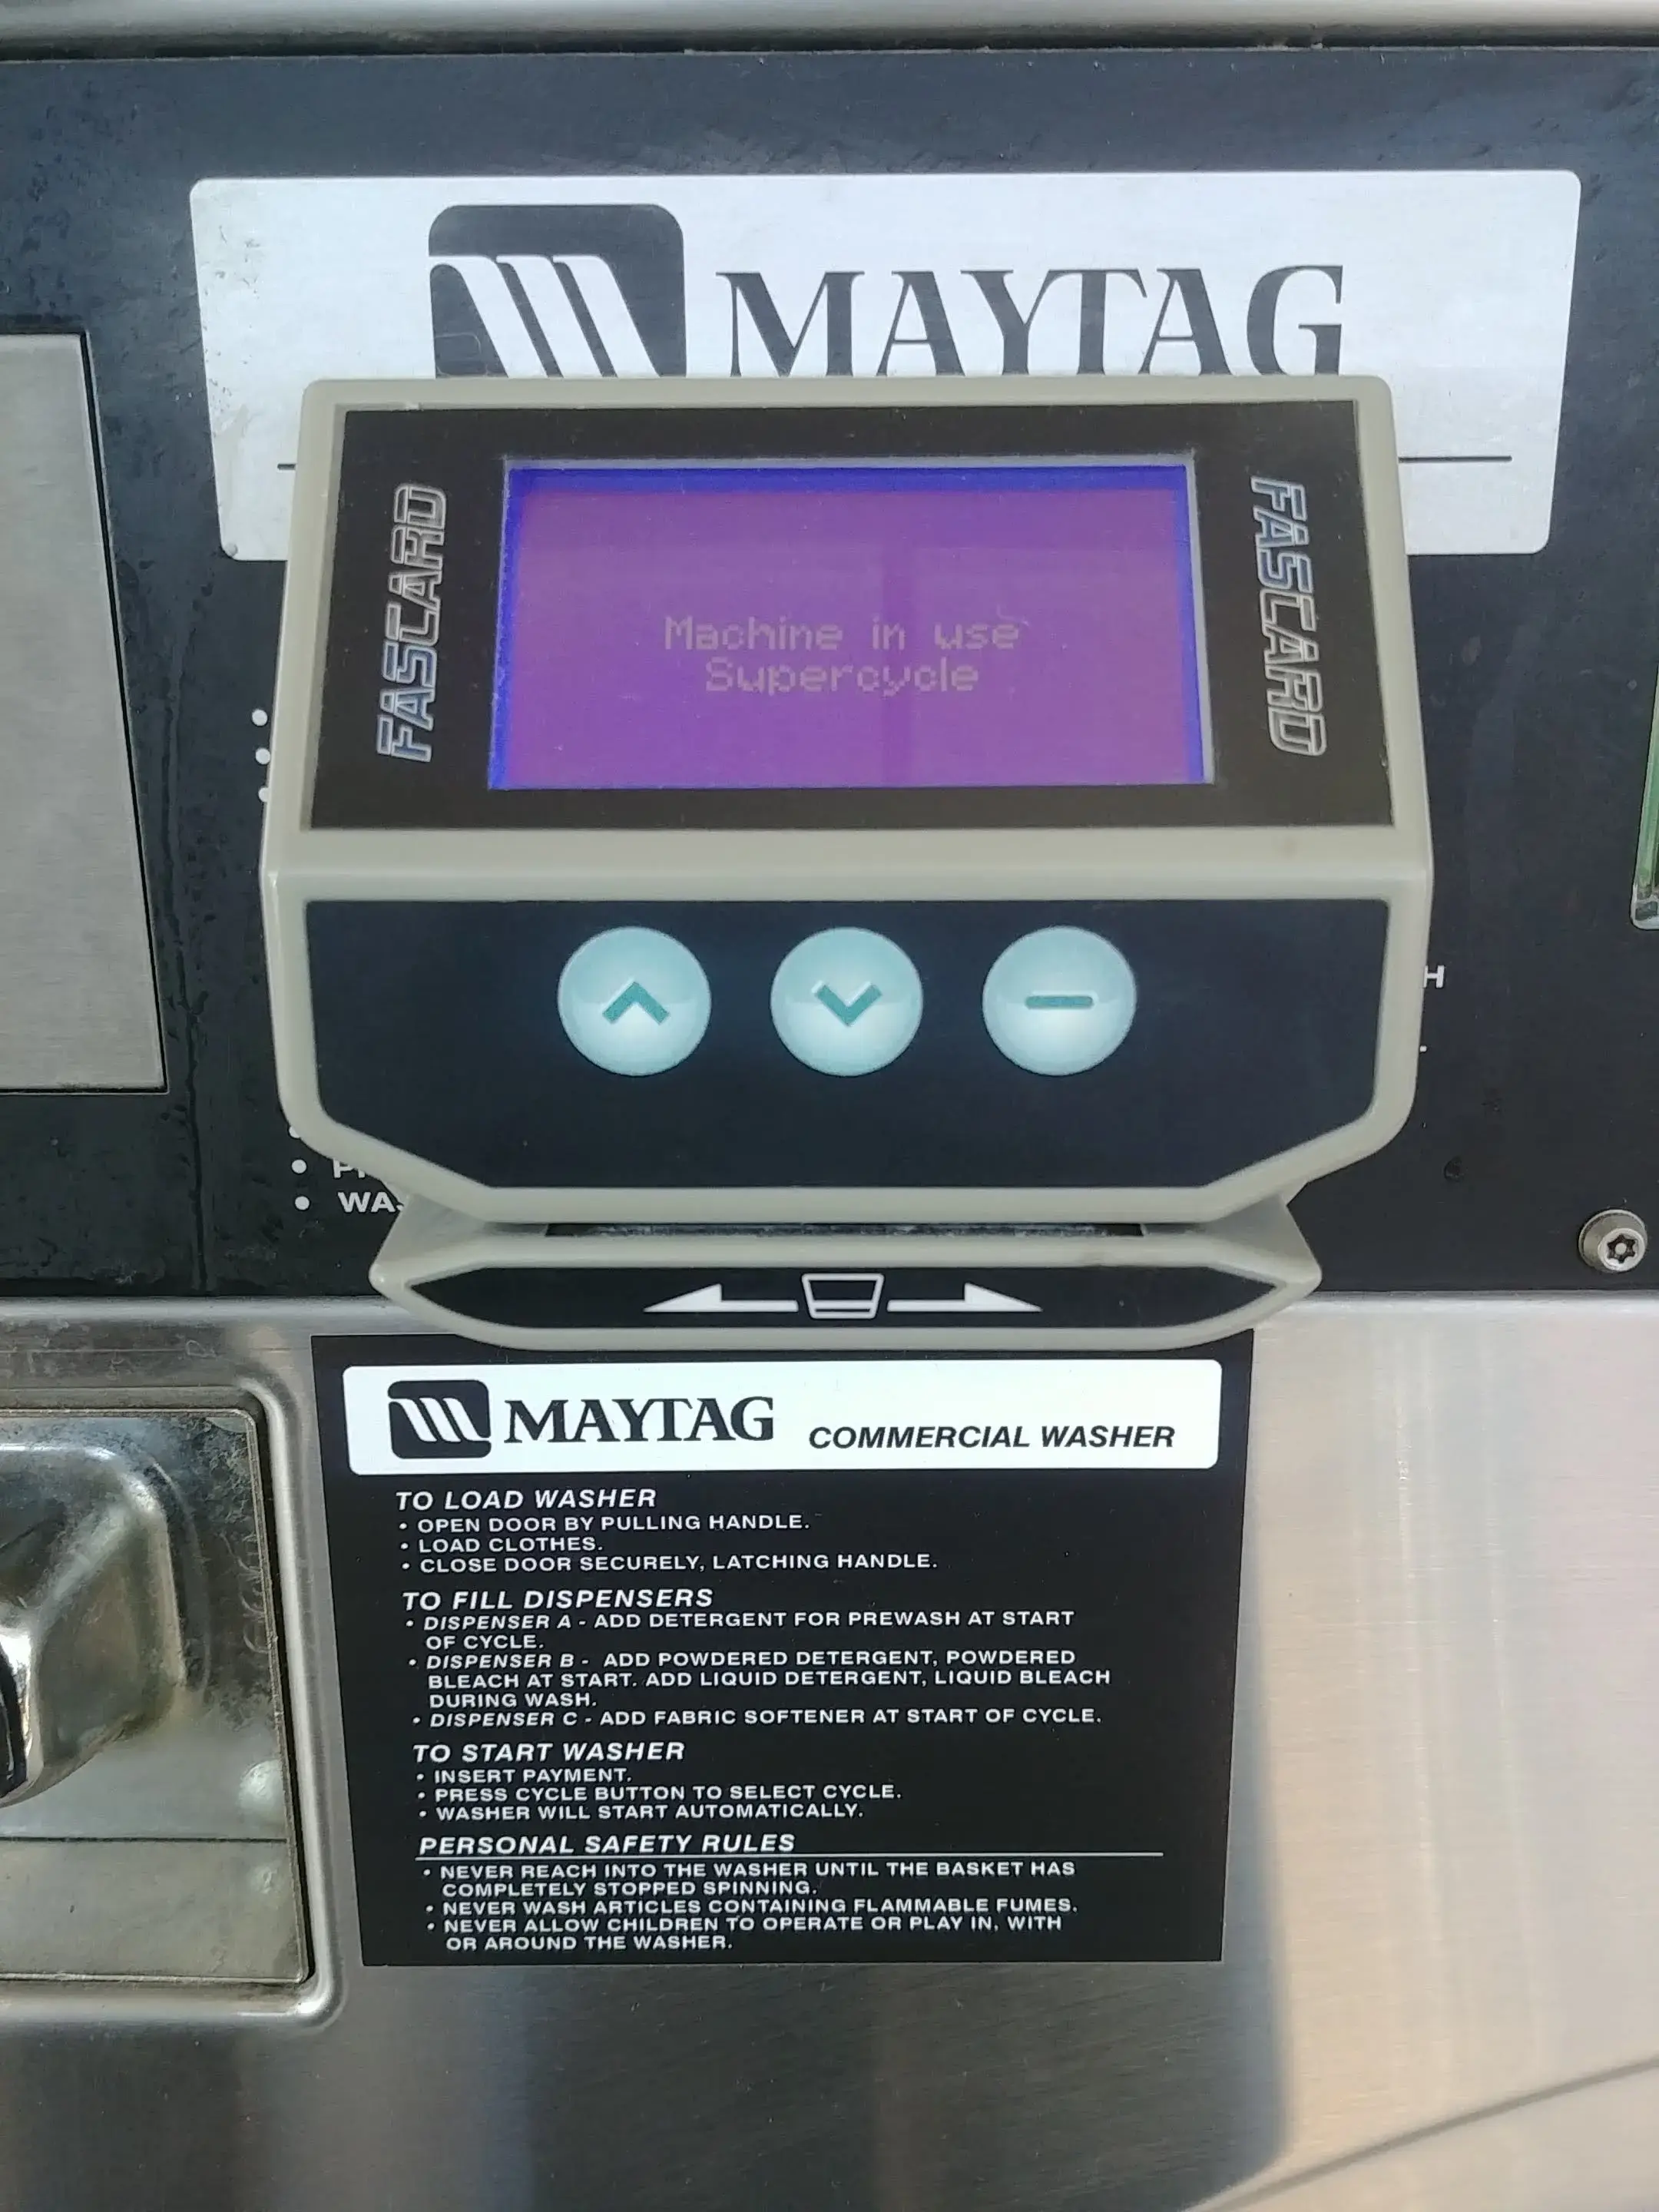 MAYTAG
FASCARD
FASCARD
Machine in use
Supercycle
MAYTAG COMMERCIAL WASHER
TO LOAD WASHER
• OPEN DOOR BY PULLING HANDLE.
• LOAD CLOTHES.
• CLOSE DOOR SECURELY, LATCHING HANDLE.
TO FILL DISPENSERS
• DISPENSER A - ADD DETERGENT FOR PREWASH AT START
OF CYCLE.
• DISPENSER B - ADD POWDERED DETERGENT, POWDERED
BLEACH AT START. ADD LIQUID DETERGENT, LIQUID BLEACH
DURING WASH.
• DISPENSER C - ADD FABRIC SOFTENER AT START OF CYCLE.
TO START WASHER
• INSERT PAYMENT.
• PRESS CYCLE BUTTON TO SELECT CYCLE.
• WASHER WILL START AUTOMATICALLY.
PERSONAL SAFETY RULES
• NEVER REACH INTO THE WASHER UNTIL THE BASKET HAS
COMPLETELY STOPPED SPINNING.
• NEVER WASH ARTICLES CONTAINING FLAMMABLE FUMES.
• NEVER ALLOW CHILDREN TO OPERATE OR PLAY IN, WITH
OR AROUND THE WASHER.